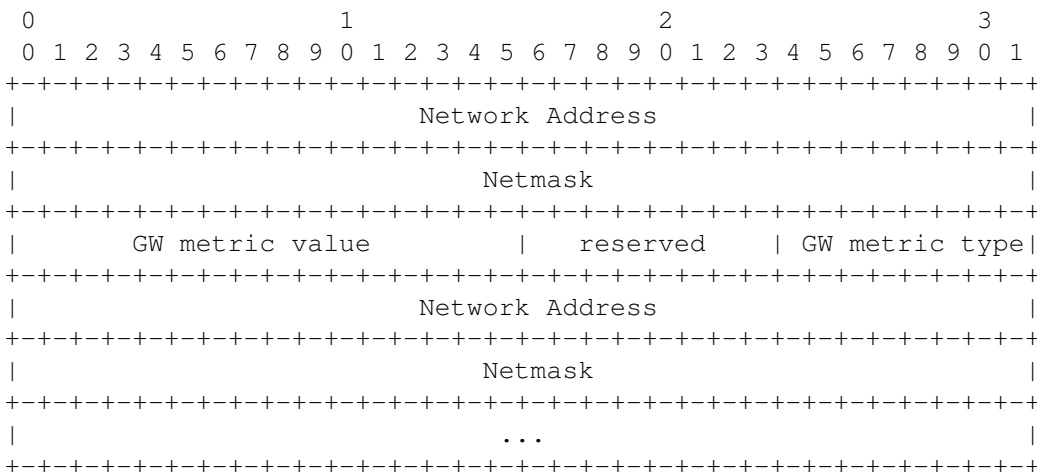 0                   1                   2                   3
0 1 2 3 4 5 6 7 8 9 0 1 2 3 4 5 6 7 8 9 0 1 2 3 4 5 6 7 8 9 0 1
+-+-+-+-+-+-+-+-+-+-+-+-+-+-+-+-+-+-+-+-+-+-+-+-+-+-+-+-+-+-+-+-+
|                         Network Address                       |
+-+-+-+-+-+-+-+-+-+-+-+-+-+-+-+-+-+-+-+-+-+-+-+-+-+-+-+-+-+-+-+-+
|                             Netmask                           |
+-+-+-+-+-+-+-+-+-+-+-+-+-+-+-+-+-+-+-+-+-+-+-+-+-+-+-+-+-+-+-+-+
|       GW metric value         |   reserved    | GW metric type|
+-+-+-+-+-+-+-+-+-+-+-+-+-+-+-+-+-+-+-+-+-+-+-+-+-+-+-+-+-+-+-+-+
|                         Network Address                       |
+-+-+-+-+-+-+-+-+-+-+-+-+-+-+-+-+-+-+-+-+-+-+-+-+-+-+-+-+-+-+-+-+
|                             Netmask                           |
+-+-+-+-+-+-+-+-+-+-+-+-+-+-+-+-+-+-+-+-+-+-+-+-+-+-+-+-+-+-+-+-+
|                              ...                              |
+-+-+-+-+-+-+-+-+-+-+-+-+-+-+-+-+-+-+-+-+-+-+-+-+-+-+-+-+-+-+-+-+